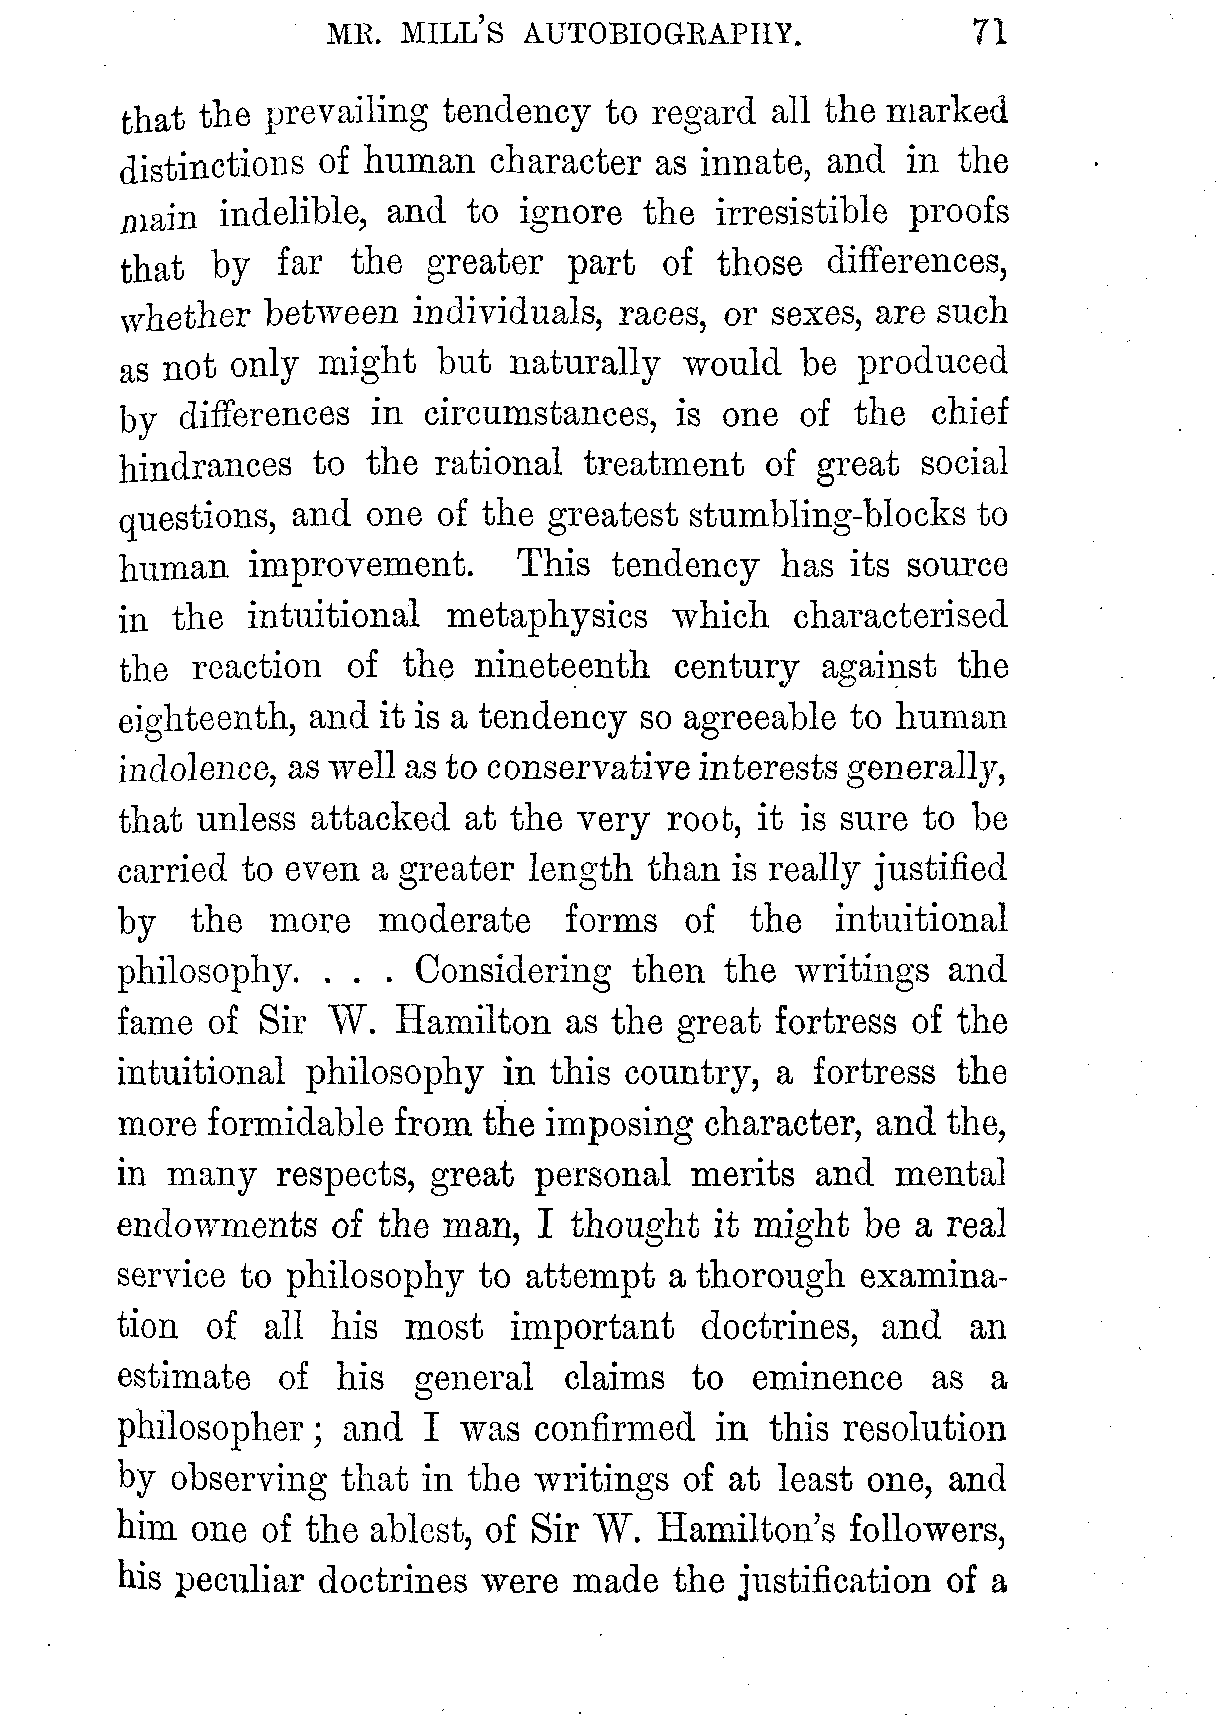 MR. MILL'S AUTOBIOGRAPHY. 71
that the prevailing tendency to regard all the marked
distinctions of human character as innate, and in the
main indelible, and to ignore the irresistible proofs
that by far the greater part of those differences,
whether between individuals, races, or sexes, are such
as not only might but naturally would be produced
by differences in circumstances, is one of the chief
hindrances to the rational treatment of great social
questions, and one of the greatest stumbling-blocks to
human improvement. This tendency has its source
in the intuitional metaphysics which characterised
the reaction of the nineteenth century against the
eighteenth, and it is a tendency so agreeable to human
indolence, as well as to conservative interests generally,
that unless attacked at the very root, it is sure to be
carried to even a greater length than is really justified
by the more moderate forms of the intuitional
philosophy. . . . Considering then the writings and
fame of Sir W. Hamilton as the great fortress of the
intuitional philosophy in this country, a fortress the
more formidable from the imposing character, and the,
in many respects, great personal merits and mental
endowments of the man, I thought it might be a real
service to philosophy to attempt a thorough examina-
tion of all his most important doctrines, and an
estimate of his general claims to eminence as a
philosopher; and I was confirmed in this resolution
by observing that in the writings of at least one, and
him one of the ablest, of Sir W. Hamilton's followers,
his peculiar doctrines were made the justification of a